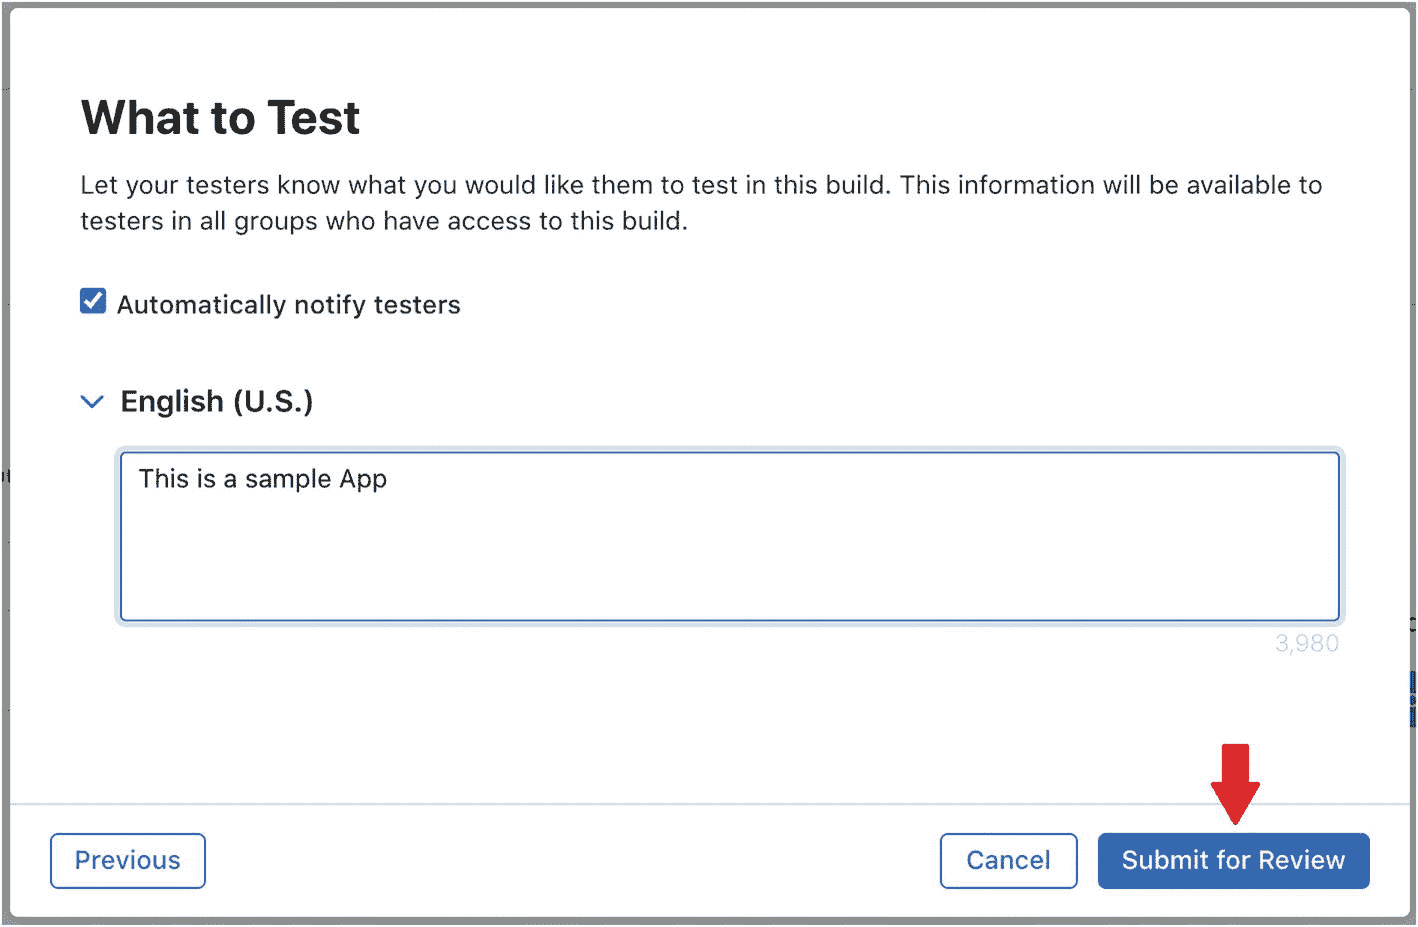 What to Test
Let your testers know what you would like them to test in this build. This information will be available to
testers in all groups who have access to this build.
Automatically notify testers
English (U.S.)
This is a sample App
3,980
Previous
Cancel
Submit for Review